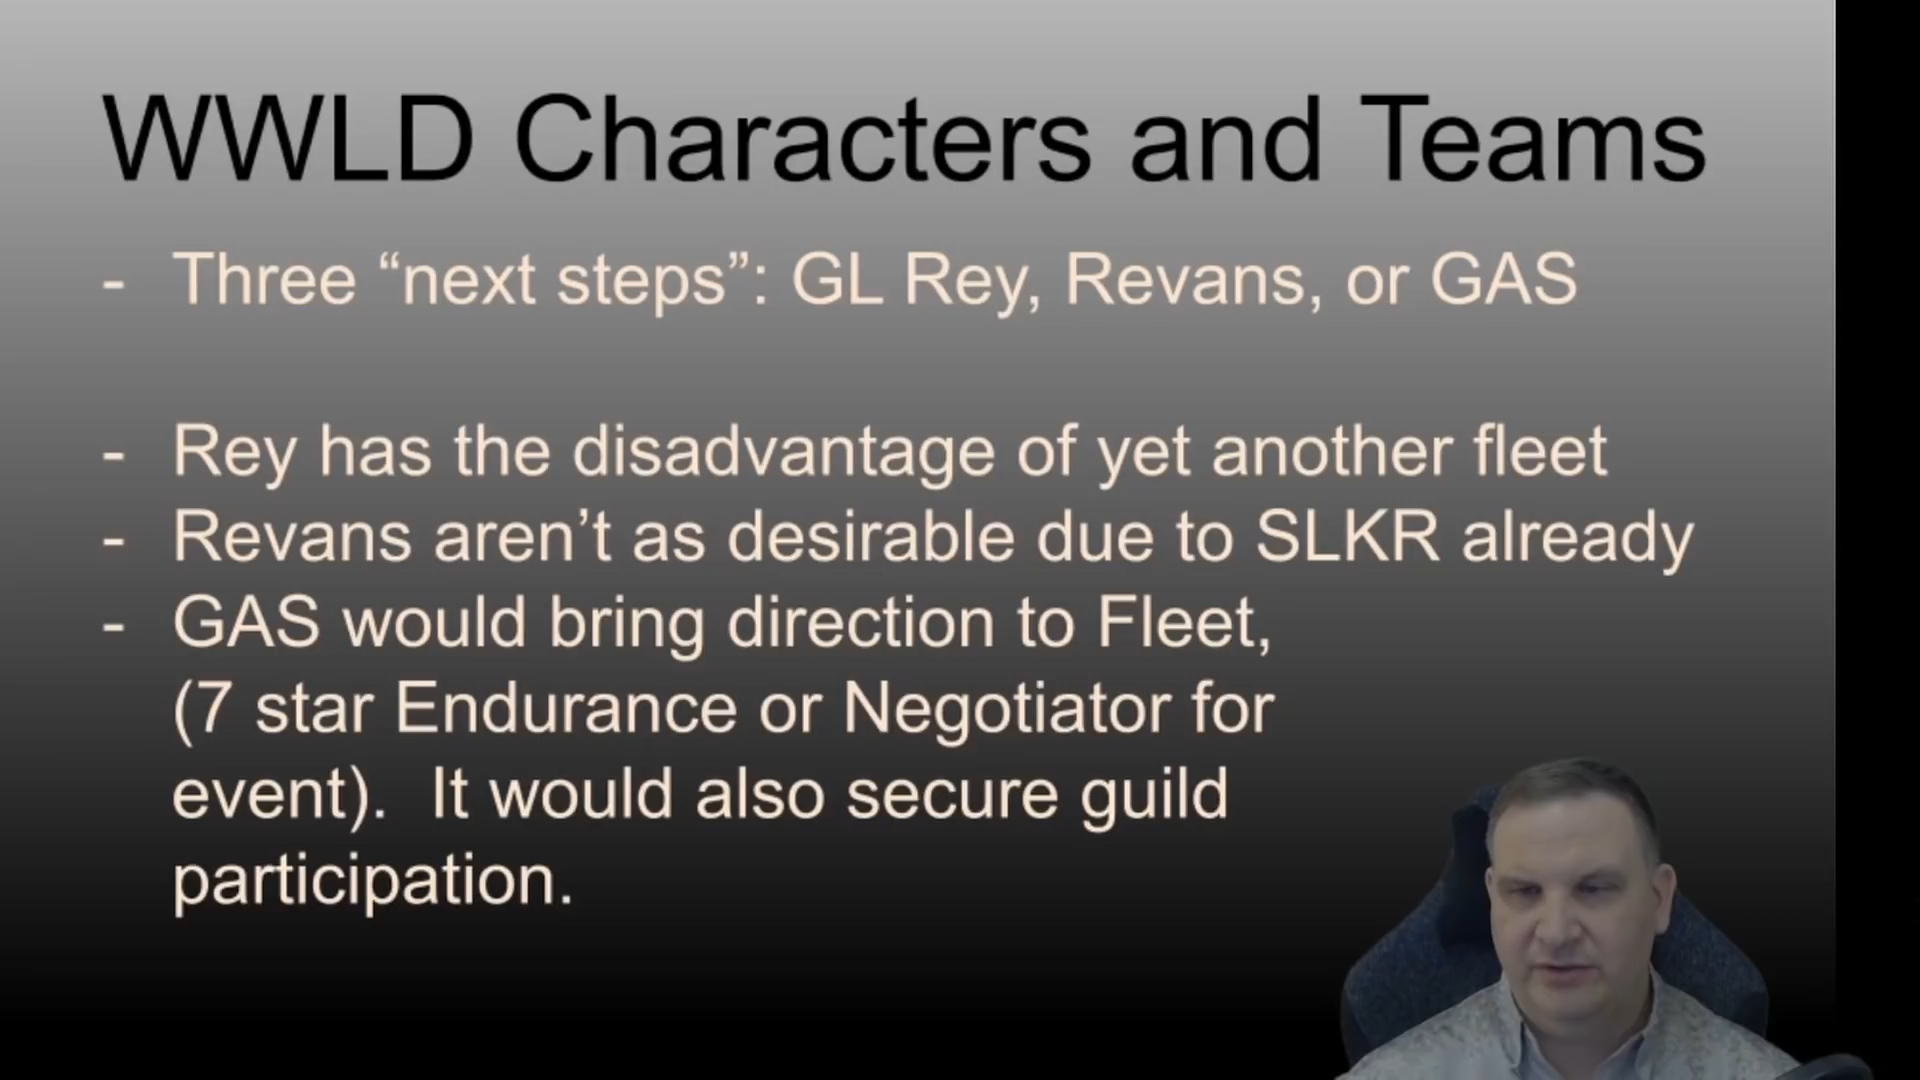 WWLD Characters and Teams
- Three “next steps”: GL Rey, Revans, or GAS
- Rey has the disadvantage of yet another fleet
- Revans aren’t as desirable due to SLKR already
- GAS would bring direction to Fleet,
(7 star Endurance or Negotiator for
event). It would also secure guild
participation.